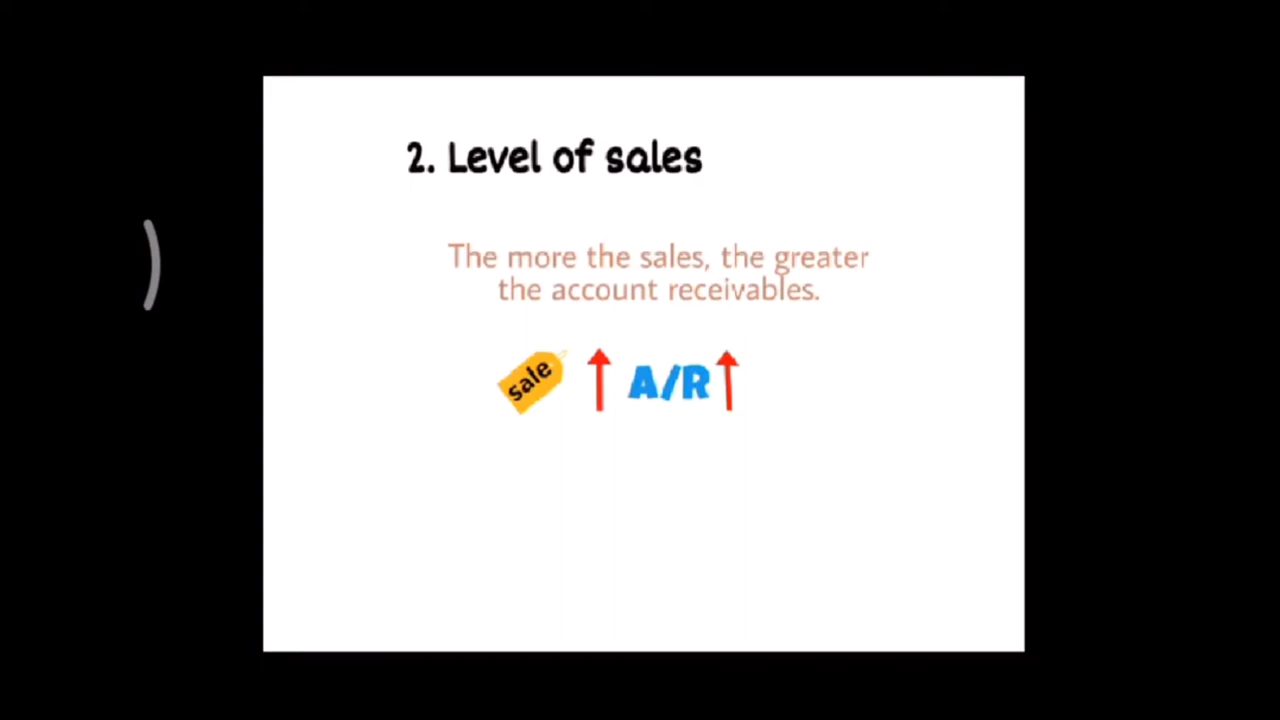 2. Level of sales
The more the sales, the greater
the account receivables.
sale A/R